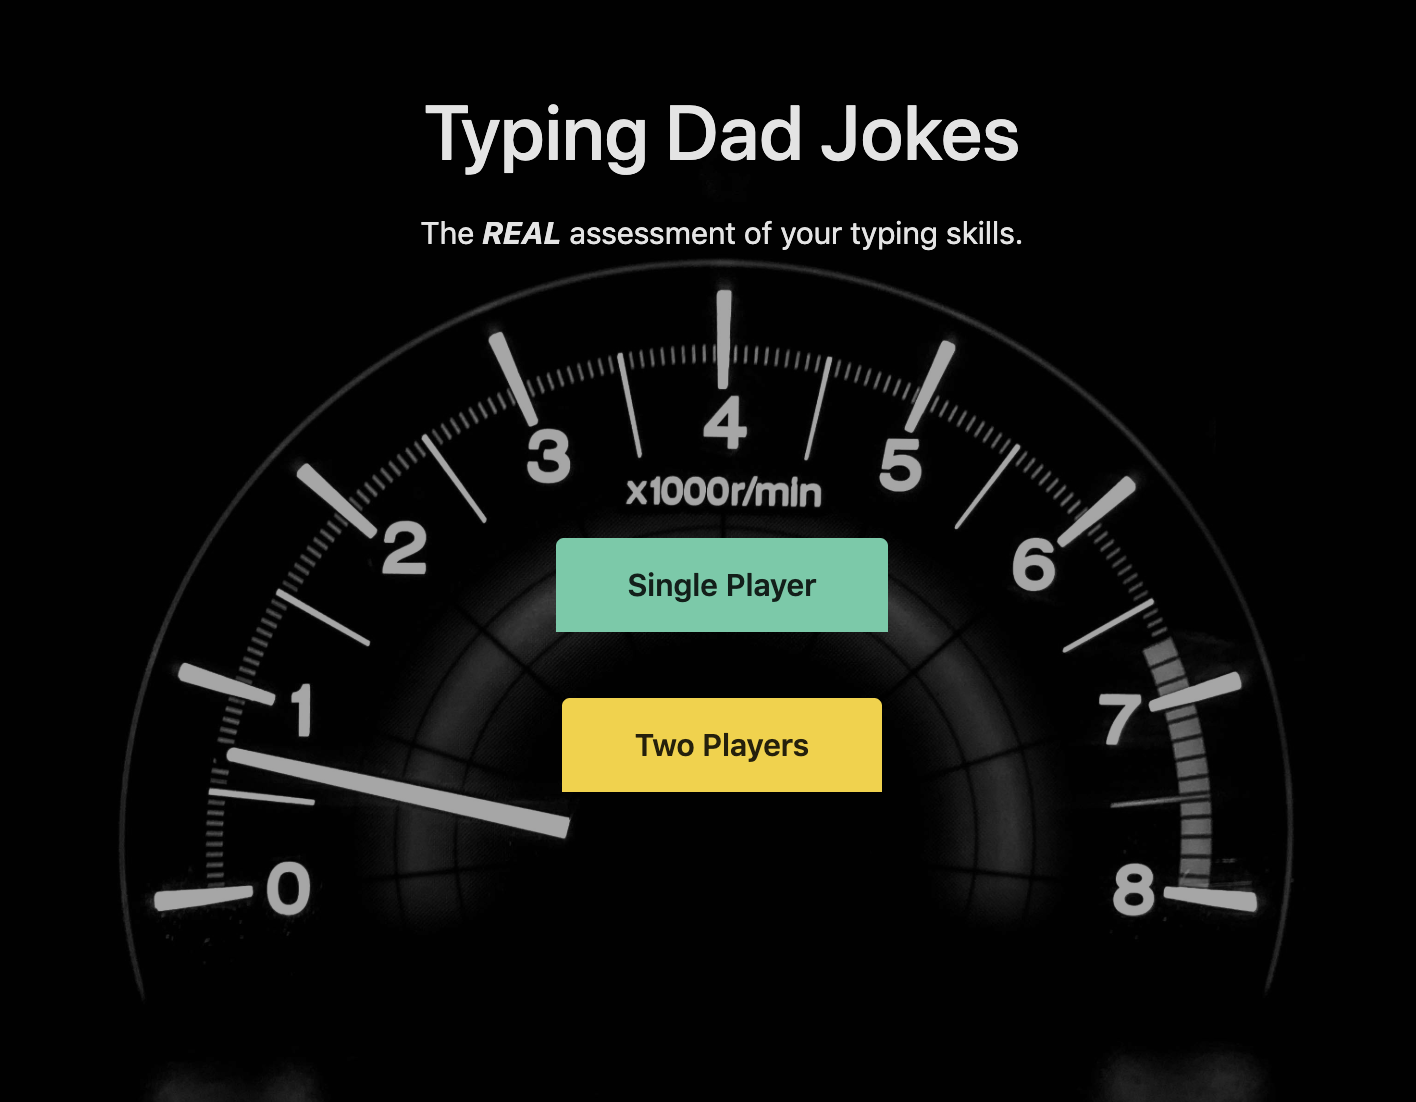 Typing Dad Jokes
The REAL assessment of your typing skills.
4
3
5
x1000r/min
2
6
Single Player
1
7
Two Players
0
8